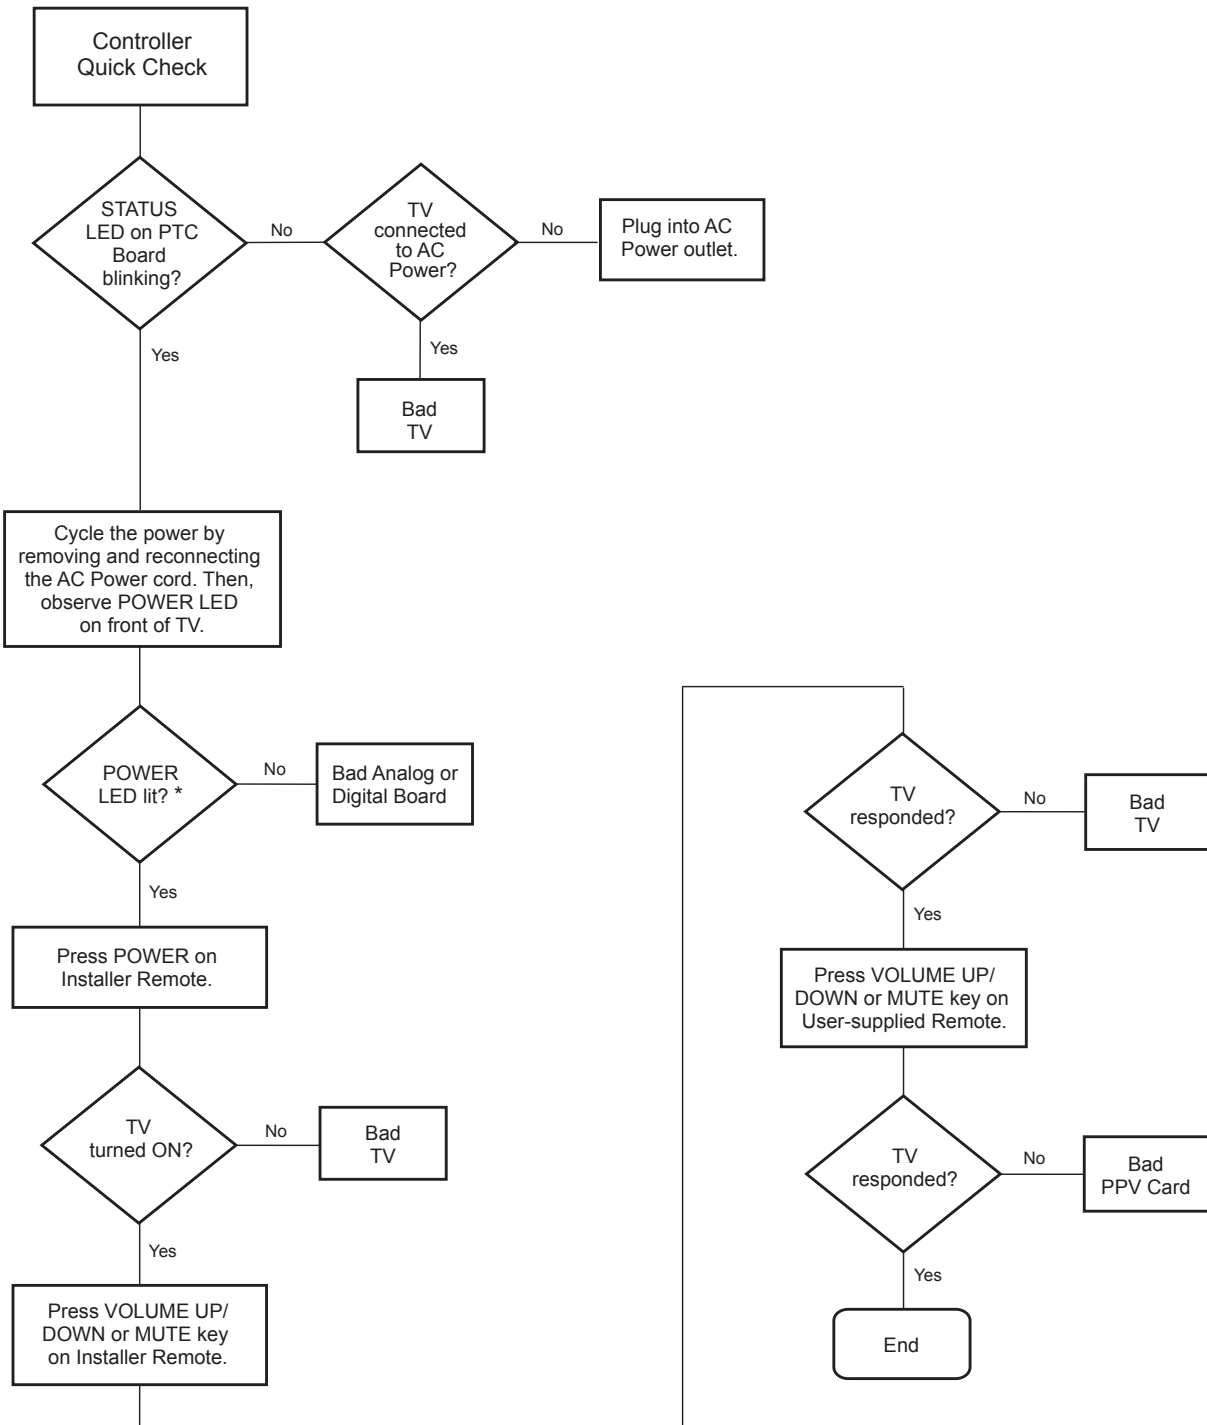 Controller
Quick Check
STATUS
LED on PTC
Board
blinking?
No
TV
connected
to AC
Power?
No
Plug into AC
Power outlet.
Yes
Yes
Bad
TV
Cycle the power by
removing and reconnecting
the AC Power cord. Then,
observe POWER LED
on front of TV.
POWER
LED lit? *
No
Bad Analog or
Digital Board
Yes
Press POWER on
Installer Remote.
TV
turned ON?
No
Bad
TV
Yes
Press VOLUME UP/
DOWN or MUTE key
on Installer Remote.
TV
responded?
No
Bad
TV
Yes
Press VOLUME UP/
DOWN or MUTE key on
User-supplied Remote.
TV
responded?
No
Bad
PPV Card
Yes
End